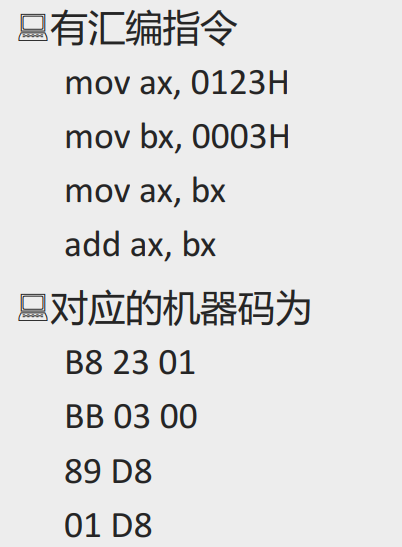 有汇编指令
mov ax, 0123H
mov bx, 0003H
mov ax, bx
add ax, bx
对应的机器码为
B8 23 01
BB 03 00
89 D8
01 D8